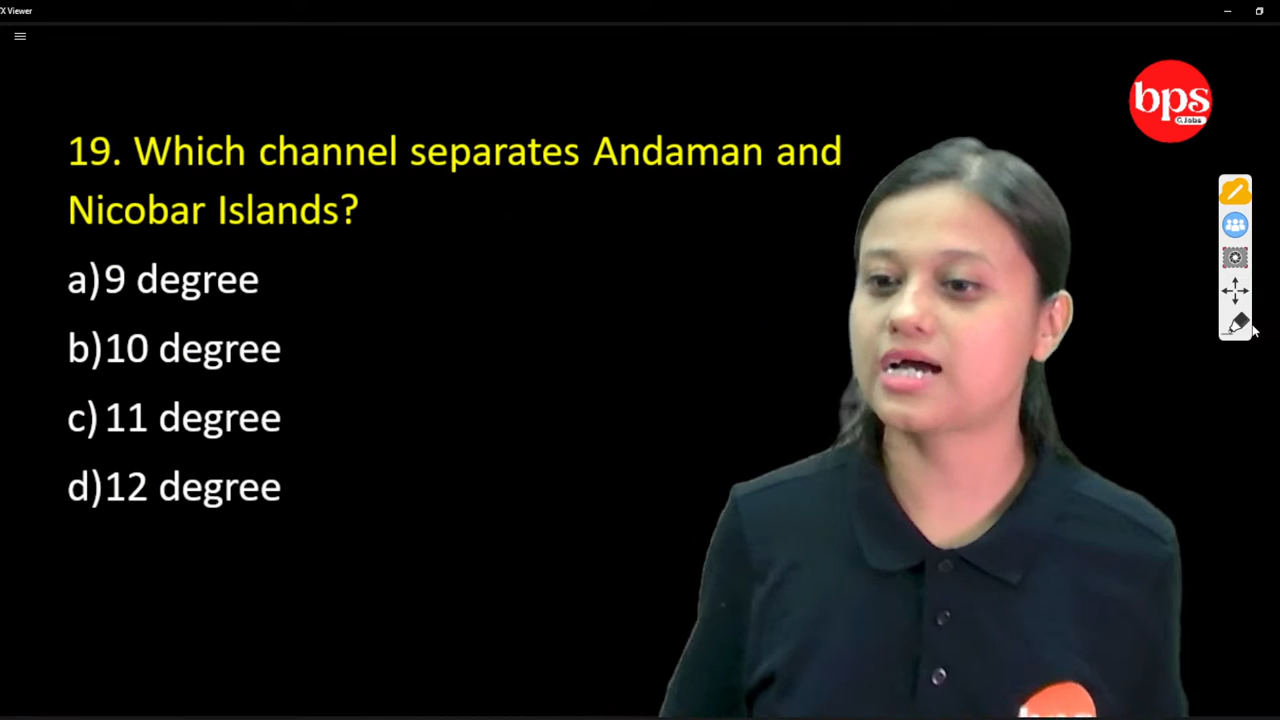 X Viewer
bps
Jobs
19. Which channel separates Andaman and
Nicobar Islands?
a)9 degree
b)10 degree
c) 11 degree
d)12 degree